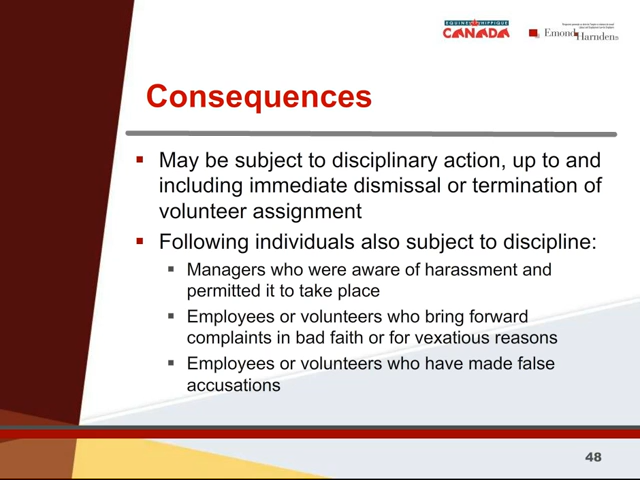 EQUINE HIPPIQUE
CANADA
Emond Harnden
Consequences
▪ May be subject to disciplinary action, up to and
including immediate dismissal or termination of
volunteer assignment
▪ Following individuals also subject to discipline:
▪ Managers who were aware of harassment and
permitted it to take place
▪ Employees or volunteers who bring forward
complaints in bad faith or for vexatious reasons
▪ Employees or volunteers who have made false
accusations
48